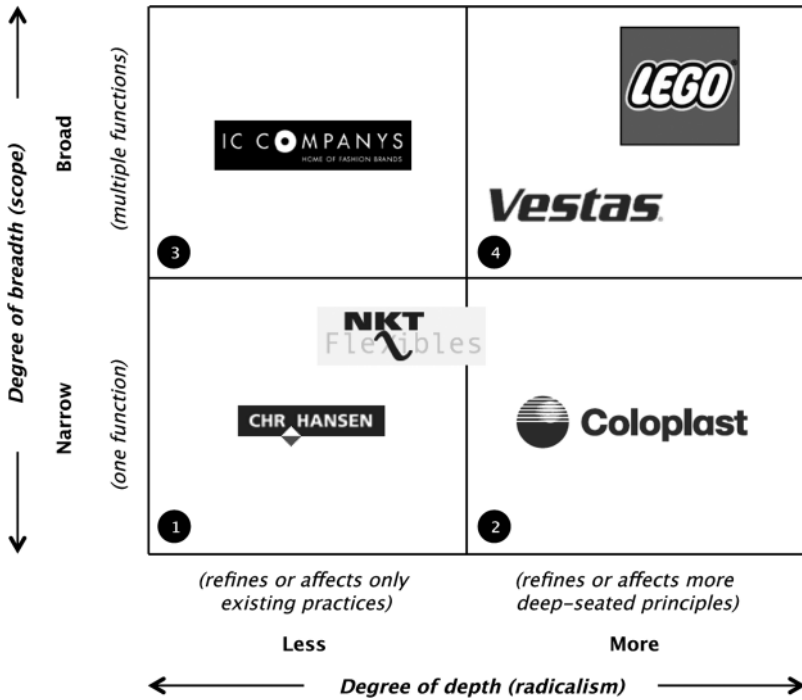 Degree of breadth (scope)
Broad
(multiple functions)
Narrow
(one function)
IC COMPANYS
HOME OF FASHION BRANDS
3
LEGO
Vestas
4
NKT
Flexibles
CHR HANSEN
1
Coloplast
2
(refines or affects only
existing practices)
(refines or affects more
deep-seated principles)
Less
More
Degree of depth (radicalism)